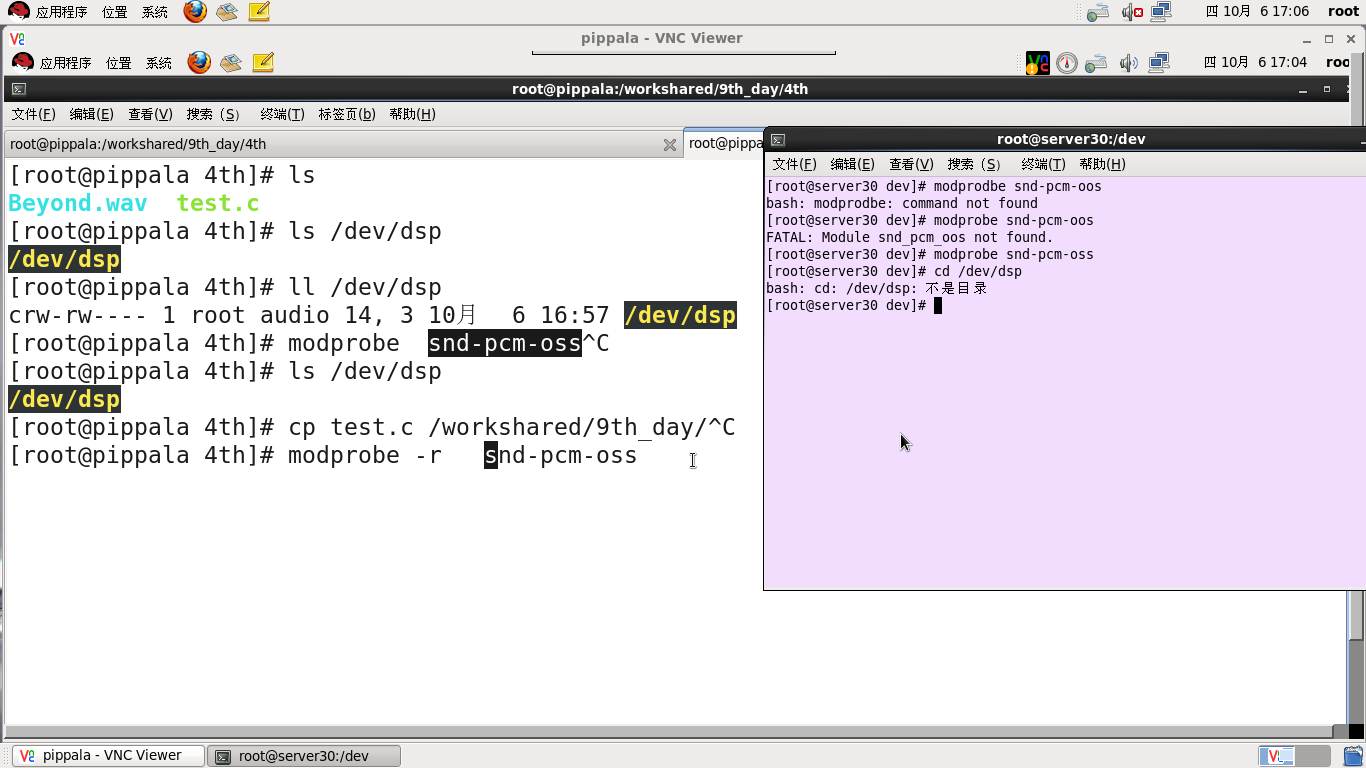 应用程序 位置 系统 四 10月 6 17:06 root
pippala - VNC Viewer
应用程序 位置 系统 四 10月 6 17:04 roo
root@pippala:/workshared/9th_day/4th
文件(F) 编辑(E) 查看(V) 搜索 (S) 终端(T) 标签页(b) 帮助(H)
root@pippala:/workshared/9th_day/4th root@pippa
[root@pippala 4th]# ls
Beyond.wav test.c
[root@pippala 4th]# ls /dev/dsp
/dev/dsp
[root@pippala 4th]# ll /dev/dsp
crw-rw---- 1 root audio 14, 3 10月 6 16:57 /dev/dsp
[root@pippala 4th]# modprobe snd-pcm-oss^C
[root@pippala 4th]# ls /dev/dsp
/dev/dsp
[root@pippala 4th]# cp test.c /workshared/9th_day/^C
[root@pippala 4th]# modprobe -r snd-pcm-oss
root@server30:/dev
文件(F) 编辑(E) 查看(V) 搜索 (S) 终端(T) 帮助(H)
[root@server30 dev]# modprodbe snd-pcm-oos
bash: modprodbe: command not found
[root@server30 dev]# modprobe snd-pcm-oos
FATAL: Module snd_pcm_oos not found.
[root@server30 dev]# modprobe snd-pcm-oss
[root@server30 dev]# cd /dev/dsp
bash: cd: /dev/dsp: 不是目录
[root@server30 dev]#
pippala - VNC Viewer root@server30:/dev